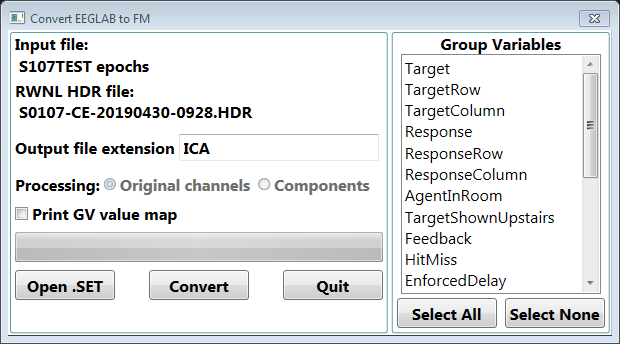 Convert EEGLAB to FM
Input file:
S107TEST epochs
RWNL HDR file:
S0107-CE-20190430-0928.HDR
Output file extension ICA
Processing: Original channels Components
Print GV value map
Open .SET Convert Quit
Group Variables
Target
TargetRow
TargetColumn
Response
ResponseRow
ResponseColumn
AgentInRoom
TargetShownUpstairs
Feedback
HitMiss
EnforcedDelay
Select All Select None